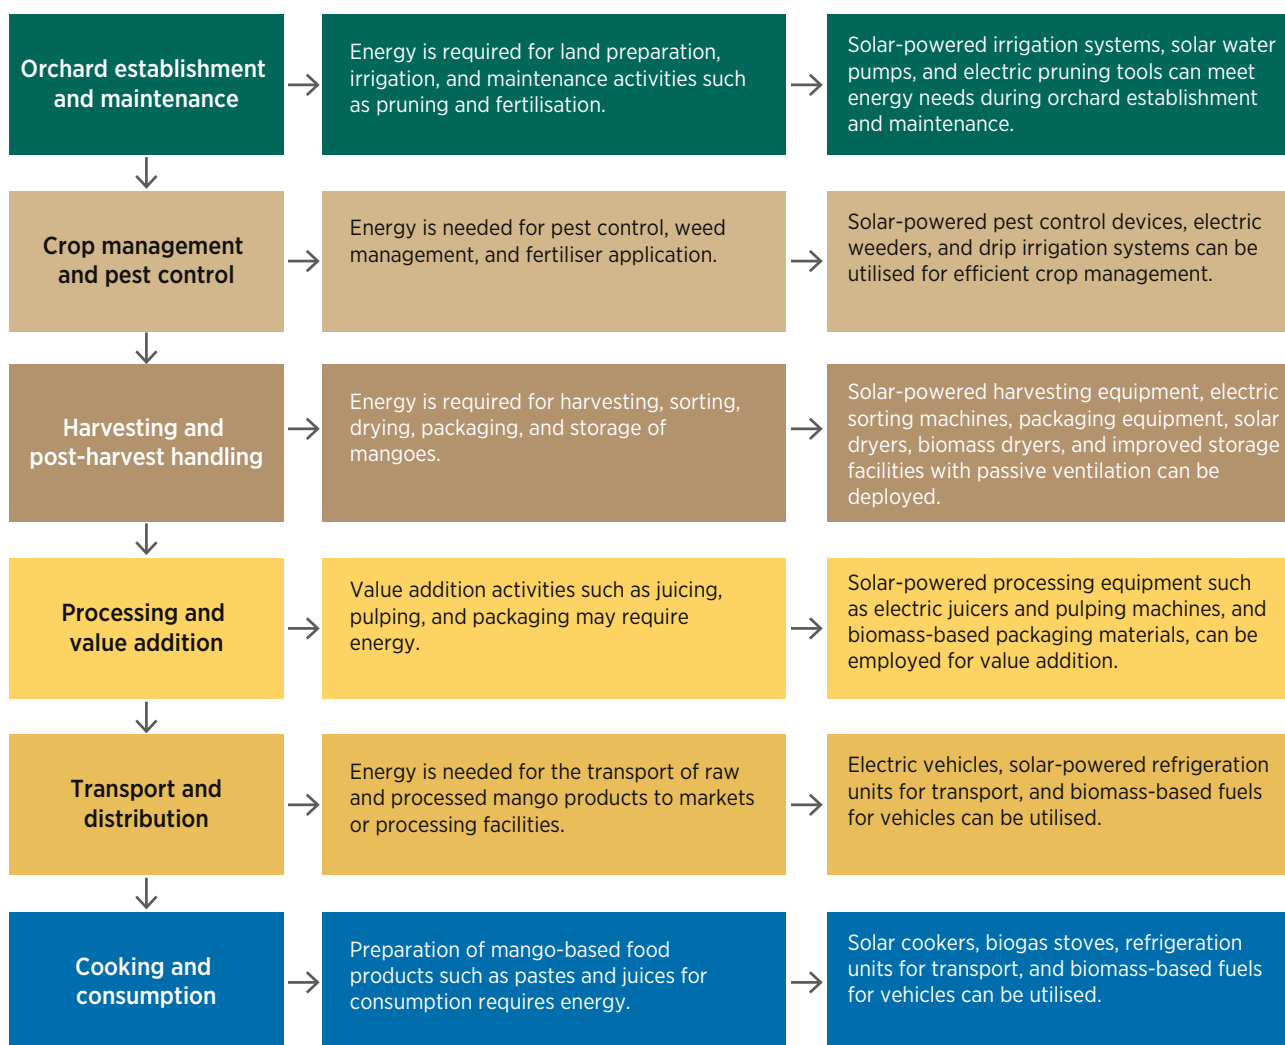 Orchard establishment
and maintenance
Energy is required for land preparation,
irrigation, and maintenance activities such
as pruning and fertilisation.
Solar-powered irrigation systems, solar water
pumps, and electric pruning tools can meet
energy needs during orchard establishment
and maintenance.
Crop management
and pest control
Energy is needed for pest control, weed
management, and fertiliser application.
Solar-powered pest control devices, electric
weeders, and drip irrigation systems can be
utilised for efficient crop management.
Harvesting and
post-harvest handling
Energy is required for harvesting, sorting,
drying, packaging, and storage of
mangoes.
Solar-powered harvesting equipment, electric
sorting machines, packaging equipment, solar
dryers, biomass dryers, and improved storage
facilities with passive ventilation can be
deployed.
Processing and
value addition
Value addition activities such as juicing,
pulping, and packaging may require
energy.
Solar-powered processing equipment such
as electric juicers and pulping machines, and
biomass-based packaging materials, can be
employed for value addition.
Transport and
distribution
Energy is needed for the transport of raw
and processed mango products to markets
or processing facilities.
Electric vehicles, solar-powered refrigeration
units for transport, and biomass-based fuels
for vehicles can be utilised.
Cooking and
consumption
Preparation of mango-based food
products such as pastes and juices for
consumption requires energy.
Solar cookers, biogas stoves, refrigeration
units for transport, and biomass-based fuels
for vehicles can be utilised.